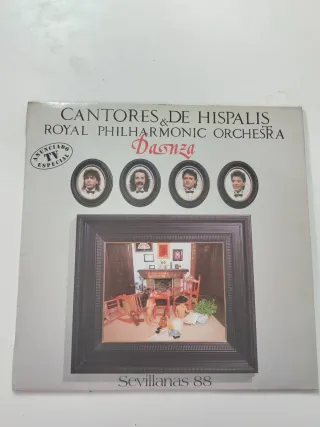 CANTORES DE HISPALIS
&
ROYAL PHILHARMONIC ORCHESTRA
Danza
ANUNCIADO
TV
ESPECIAL
Sevillanas 88